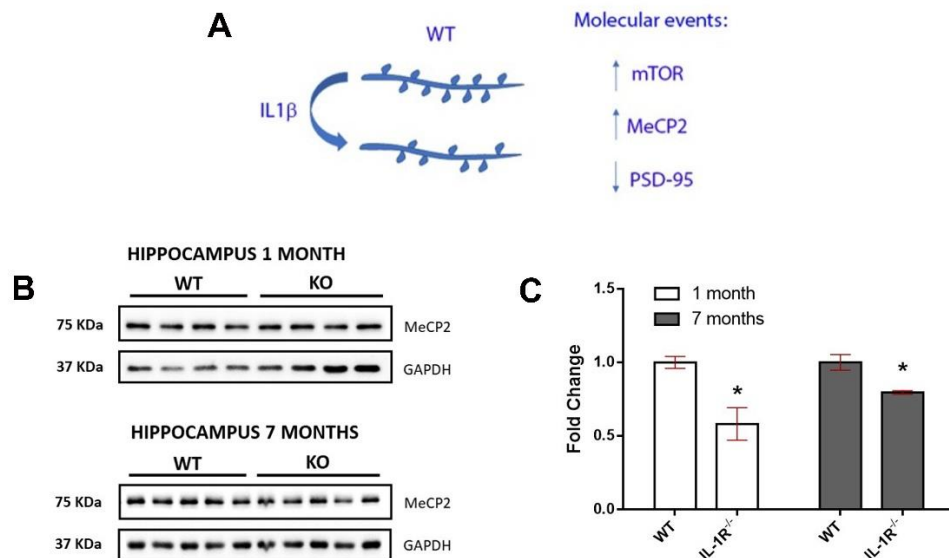 A
WT
Molecular events:
IL1β
mTOR
MeCP2
PSD-95
B
HIPPOCAMPUS 1 MONTH
WT KO
75 KDa MeCP2
37 KDa GAPDH
HIPPOCAMPUS 7 MONTHS
WT KO
75 KDa MeCP2
37 KDa GAPDH
C
Fold Change
1.5
1.0
0.5
0.0
1 month
7 months
* *
WT
IL-1R⁻/⁻
WT
IL-1R⁻/⁻